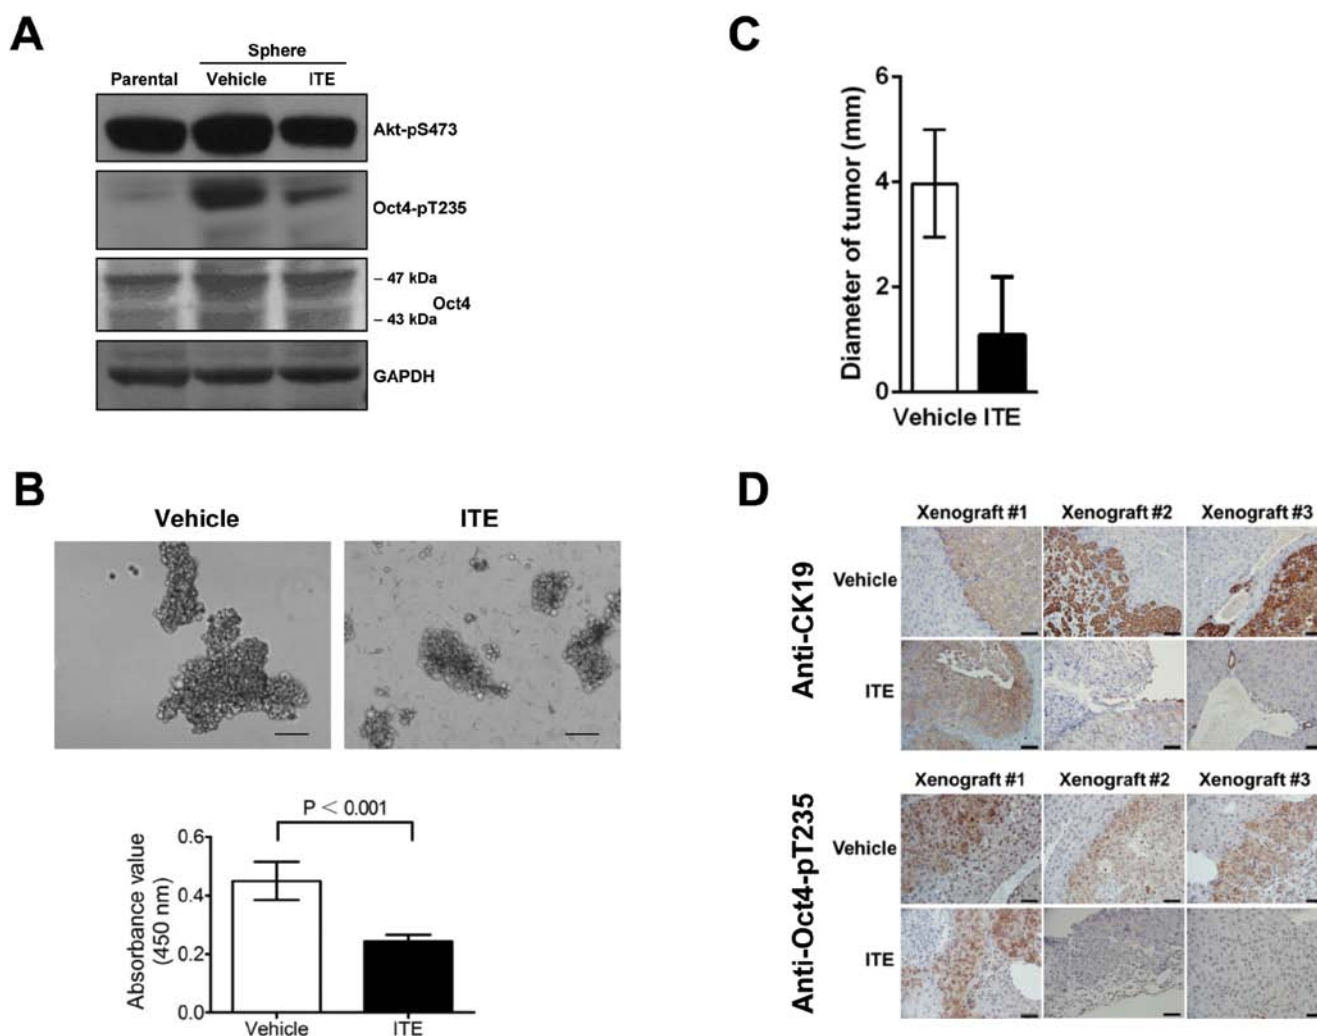 A
Sphere
Parental Vehicle ITE
Akt-pS473
Oct4-pT235
– 47 kDa
Oct4
– 43 kDa
GAPDH
B
Vehicle ITE
P < 0.001
Absorbance value
(450 nm)
0.6
0.4
0.2
0.0
Vehicle ITE
C
Diameter of tumor (mm)
6
4
2
0
Vehicle ITE
D
Anti-CK19
Xenograft #1 Xenograft #2 Xenograft #3
Vehicle
ITE
Anti-Oct4-pT235
Xenograft #1 Xenograft #2 Xenograft #3
Vehicle
ITE